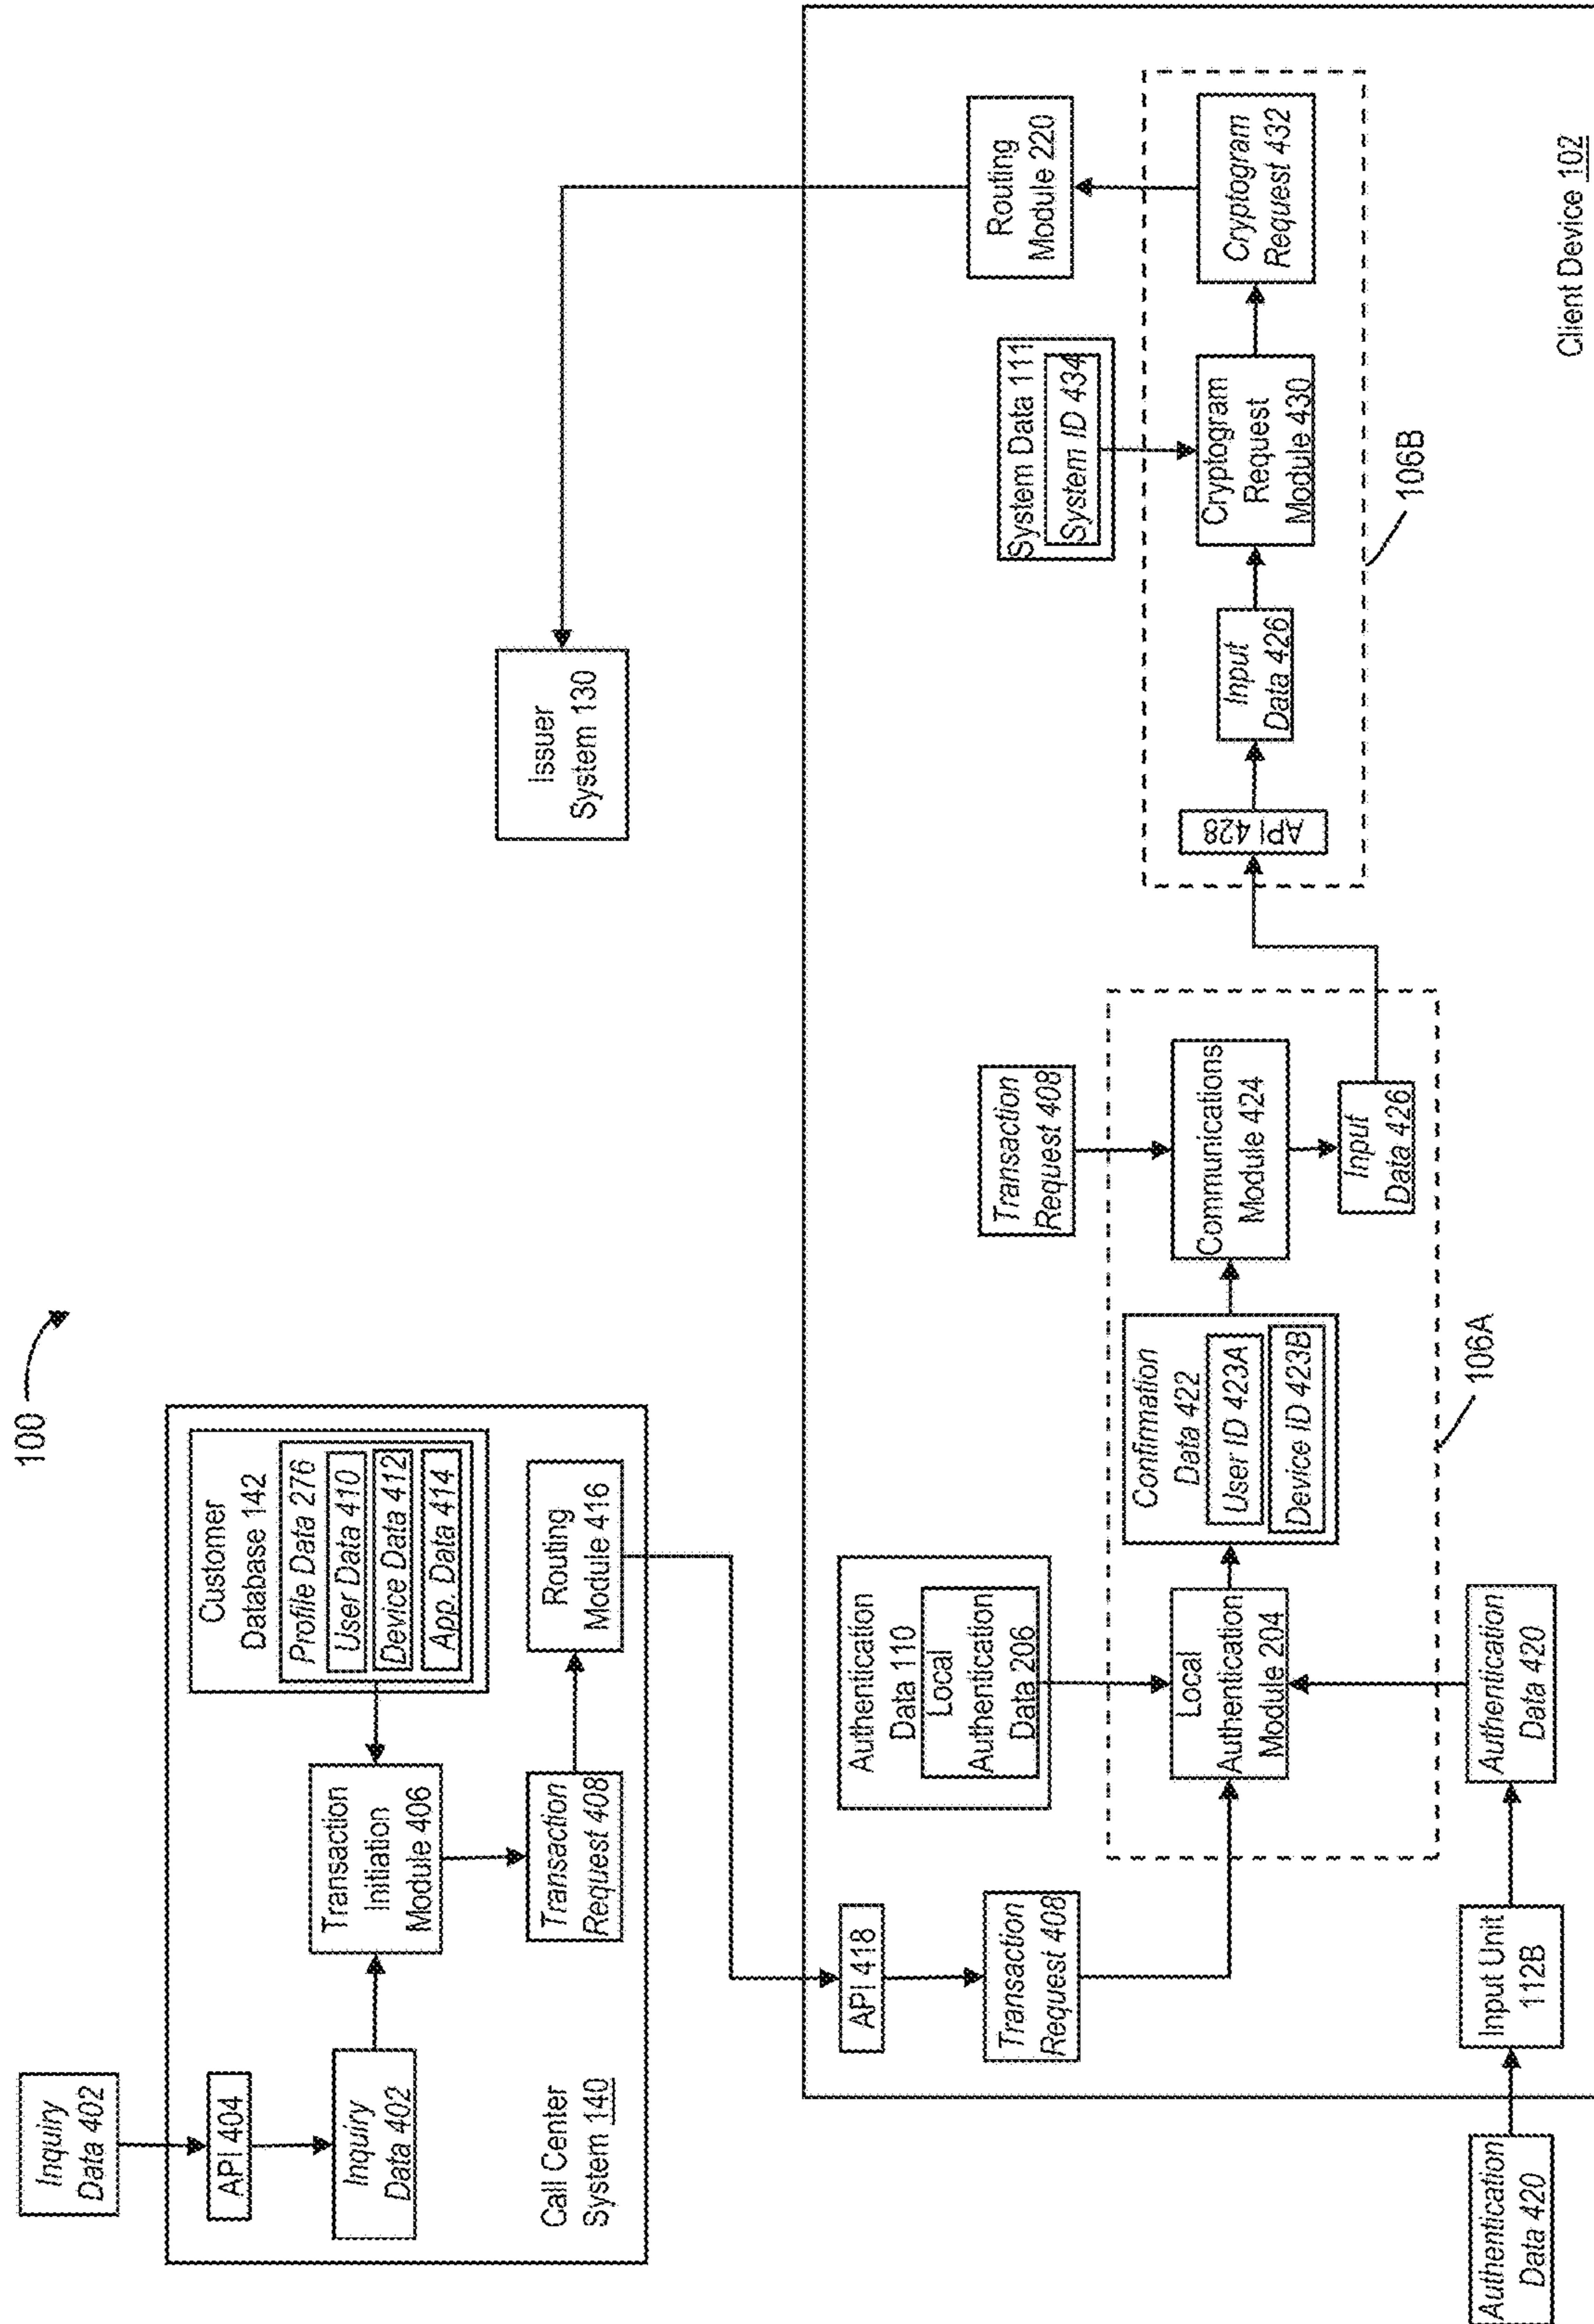 100
Inquiry
Data 402
API 404
Inquiry
Data 402
Transaction
Initiation
Module 406
Customer
Database 142
Profile Data 276
User Data 410
Device Data 412
App. Data 414
Transaction
Request 408
Routing
Module 416
Call Center
System 140
Issuer
System 130
API 418
Transaction
Request 408
Authentication
Data 110
Local
Authentication
Data 206
Local
Authentication
Module 204
Authentication
Data 420
Input Unit
112B
Authentication
Data 420
Confirmation
Data 422
User ID 423A
Device ID 423B
Transaction
Request 408
Communications
Module 424
Input
Data 426
106A
API 428
Input
Data 426
System Data 111
System ID 434
Cryptogram
Request
Module 430
Cryptogram
Request 432
Routing
Module 220
106B
Client Device 102